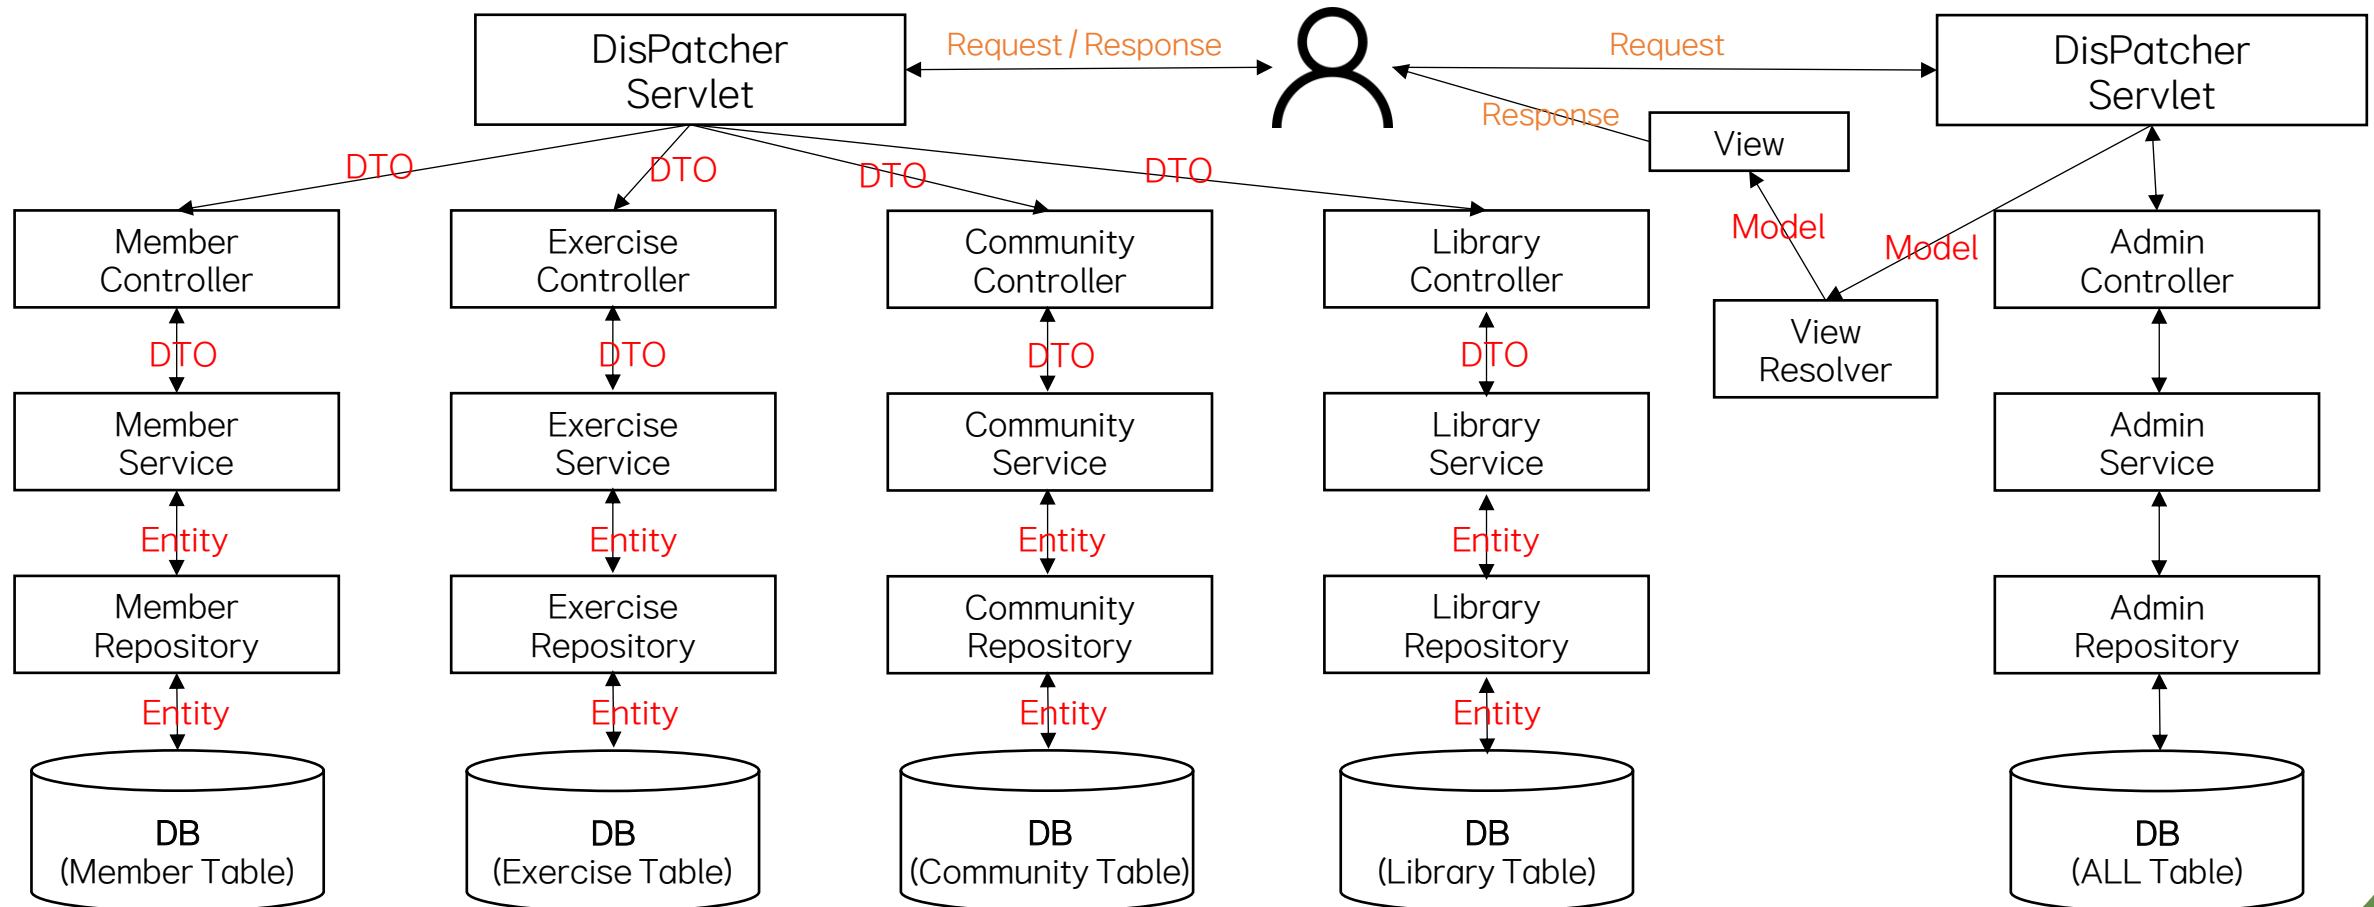 DisPatcher
Servlet
Request / Response
Request
DisPatcher
Servlet
Response
View
DTO
DTO
DTO
DTO
Model
Model
Member
Controller
Exercise
Controller
Community
Controller
Library
Controller
View
Resolver
Admin
Controller
DTO
DTO
DTO
DTO
Member
Service
Exercise
Service
Community
Service
Library
Service
Admin
Service
Entity
Entity
Entity
Entity
Member
Repository
Exercise
Repository
Community
Repository
Library
Repository
Admin
Repository
Entity
Entity
Entity
Entity
DB
(Member Table)
DB
(Exercise Table)
DB
(Community Table)
DB
(Library Table)
DB
(ALL Table)